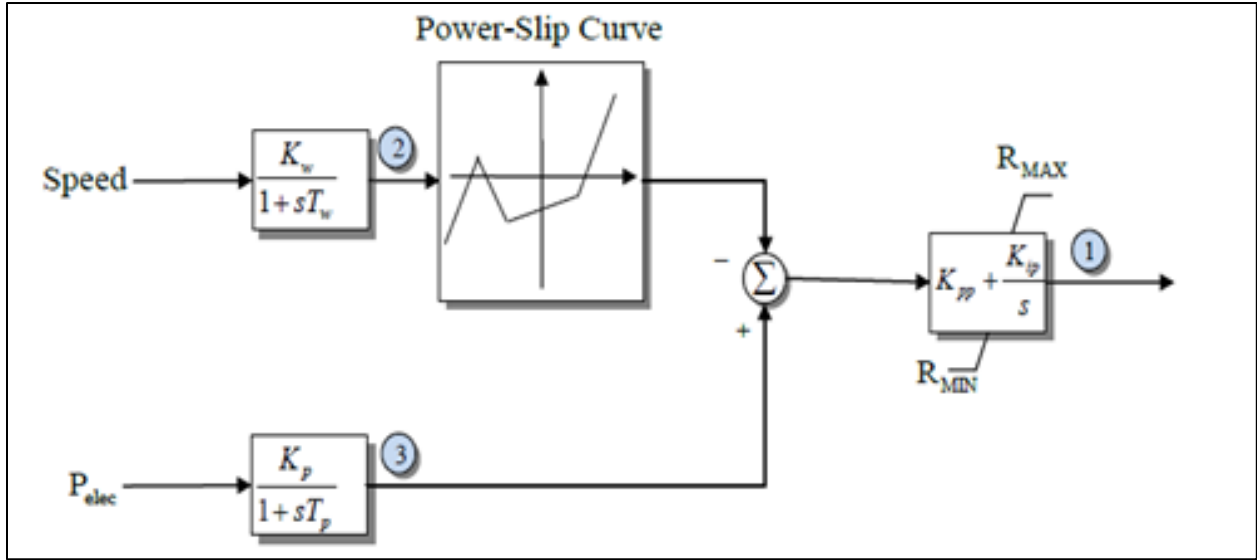 Power-Slip Curve
Speed
K_w
1 + sT_w
2
−
Σ
+
R_MAX
K_pp + K_ip
s
1
R_MIN
P_elec
K_p
1 + sT_p
3